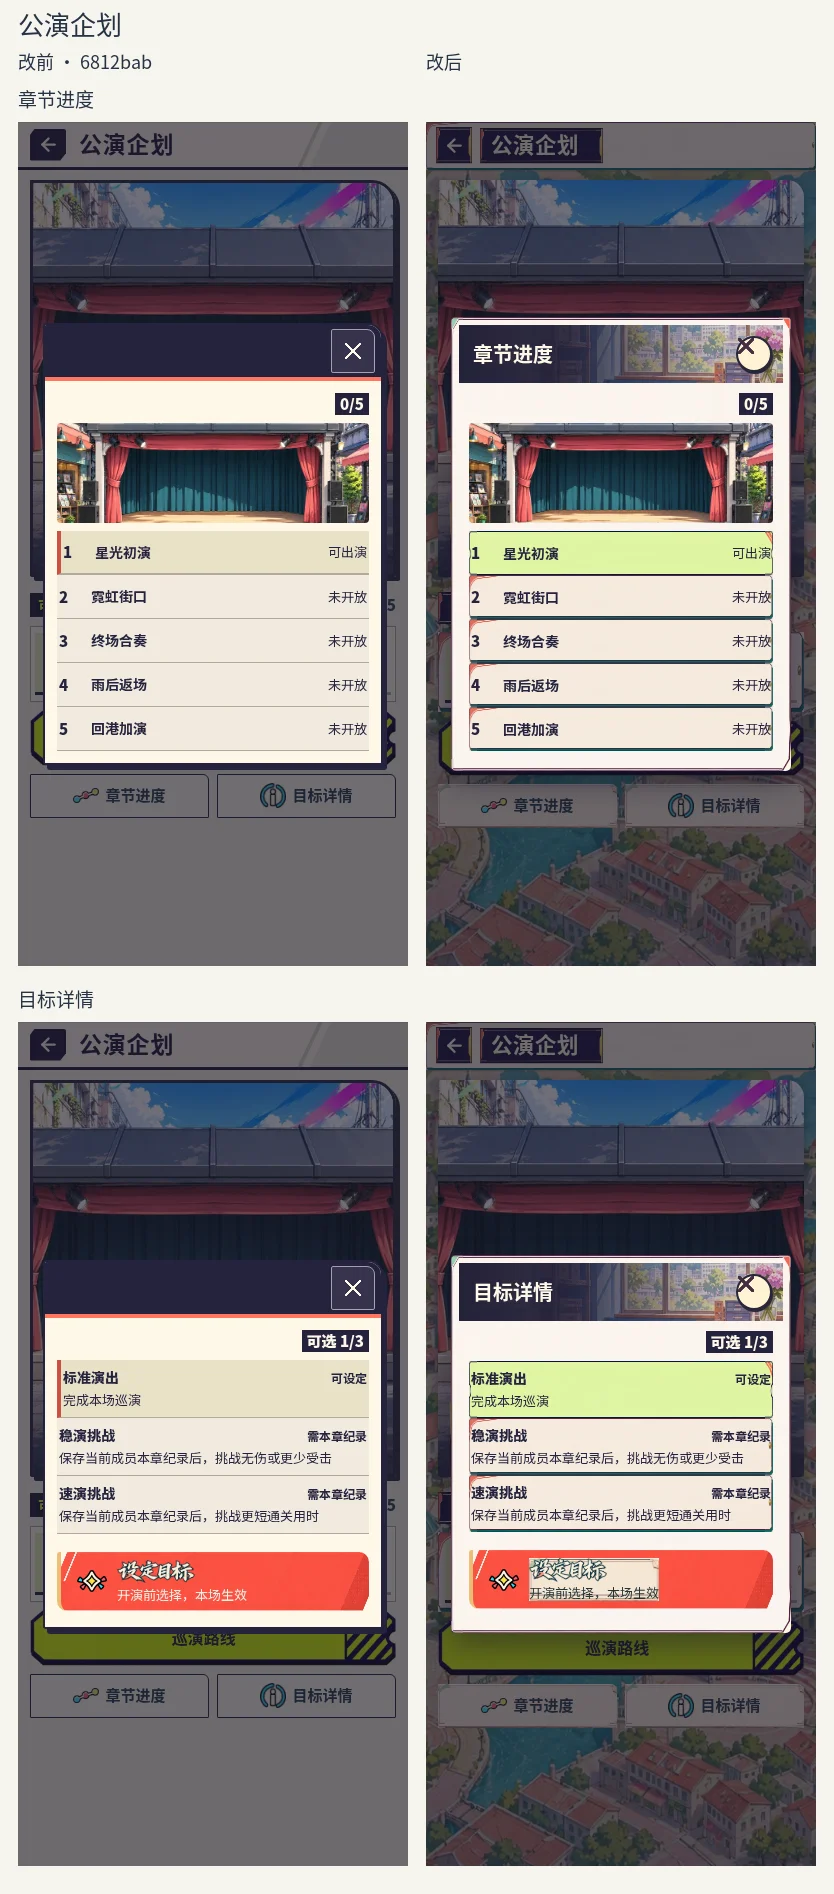 公演企划
改前 · 6812bab
改后
章节进度
公演企划
0/5
1 星光初演 可出演
2 霓虹街口 未开放
3 终场合奏 未开放
4 雨后返场 未开放
5 回港加演 未开放
5
章节进度
目标详情
公演企划
章节进度
0/5
1 星光初演 可出演
2 霓虹街口 未开放
3 终场合奏 未开放
4 雨后返场 未开放
5 回港加演 未开放
章节进度
目标详情
目标详情
公演企划
可选 1/3
标准演出 可设定
完成本场巡演
稳演挑战 需本章纪录
保存当前成员本章纪录后，挑战无伤或更少受击
速演挑战 需本章纪录
保存当前成员本章纪录后，挑战更短通关用时
设定目标
开演前选择，本场生效
5
巡演路线
章节进度
目标详情
公演企划
目标详情
可选 1/3
标准演出 可设定
完成本场巡演
稳演挑战 需本章纪录
保存当前成员本章纪录后，挑战无伤或更少受击
速演挑战 需本章纪录
保存当前成员本章纪录后，挑战更短通关用时
设定目标
开演前选择，本场生效
巡演路线
章节进度
目标详情